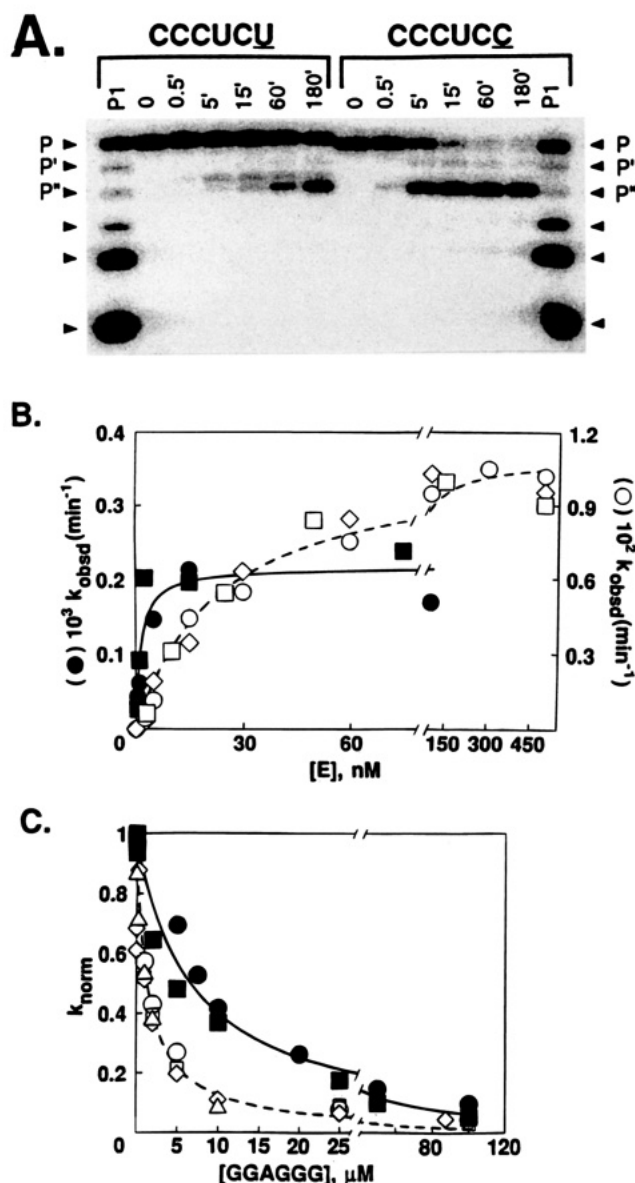 A.
CCCUCU CCCUCC
P1 0 0.5' 5' 15' 60' 180' 0 0.5' 5' 15' 60' 180' P1
P P
P' P'
P" P"
B.
0.4 1.2
0.3 0.9
0.2 0.6
0.1 0.3
(●) 10³ k_obsd (min⁻¹)
(○) 10² k_obsd (min⁻¹)
0 30 60 150 300 450
[E], nM
C.
1
0.8
0.6
0.4
0.2
0 5 10 15 20 25 80 120
k_norm
[GGAGGG], μM